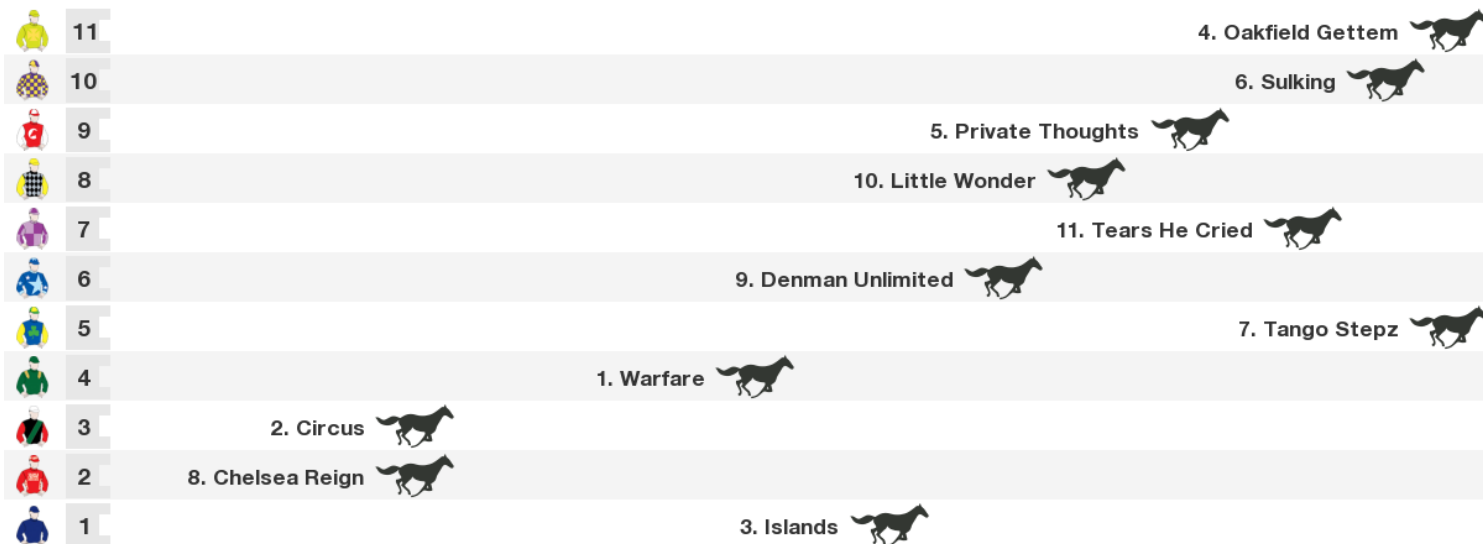 11 4. Oakfield Gettem
10 6. Sulking
9 5. Private Thoughts
8 10. Little Wonder
7 11. Tears He Cried
6 9. Denman Unlimited
5 7. Tango Stepz
4 1. Warfare
3 2. Circus
2 8. Chelsea Reign
1 3. Islands